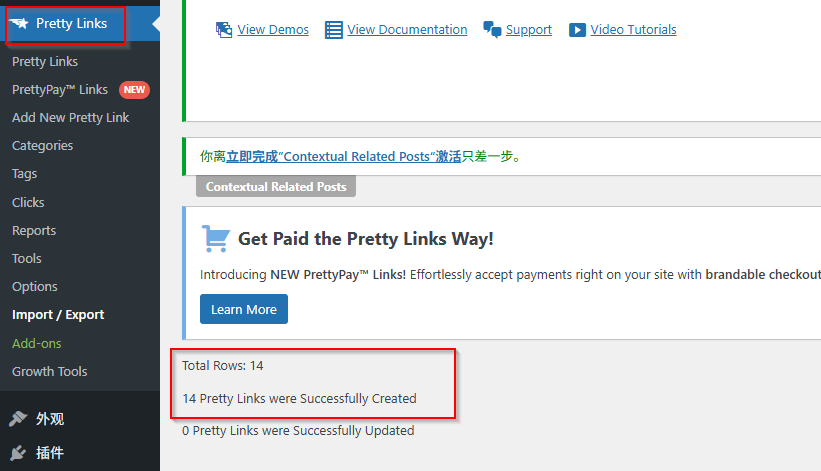 Pretty Links
Pretty Links
PrettyPay™ Links NEW
Add New Pretty Link
Categories
Tags
Clicks
Reports
Tools
Options
Import / Export
Add-ons
Growth Tools
外观
插件
View Demos View Documentation Support Video Tutorials
你离立即完成“Contextual Related Posts”激活只差一步。
Contextual Related Posts
Get Paid the Pretty Links Way!
Introducing NEW PrettyPay™ Links! Effortlessly accept payments right on your site with brandable checkout
Learn More
Total Rows: 14
14 Pretty Links were Successfully Created
0 Pretty Links were Successfully Updated